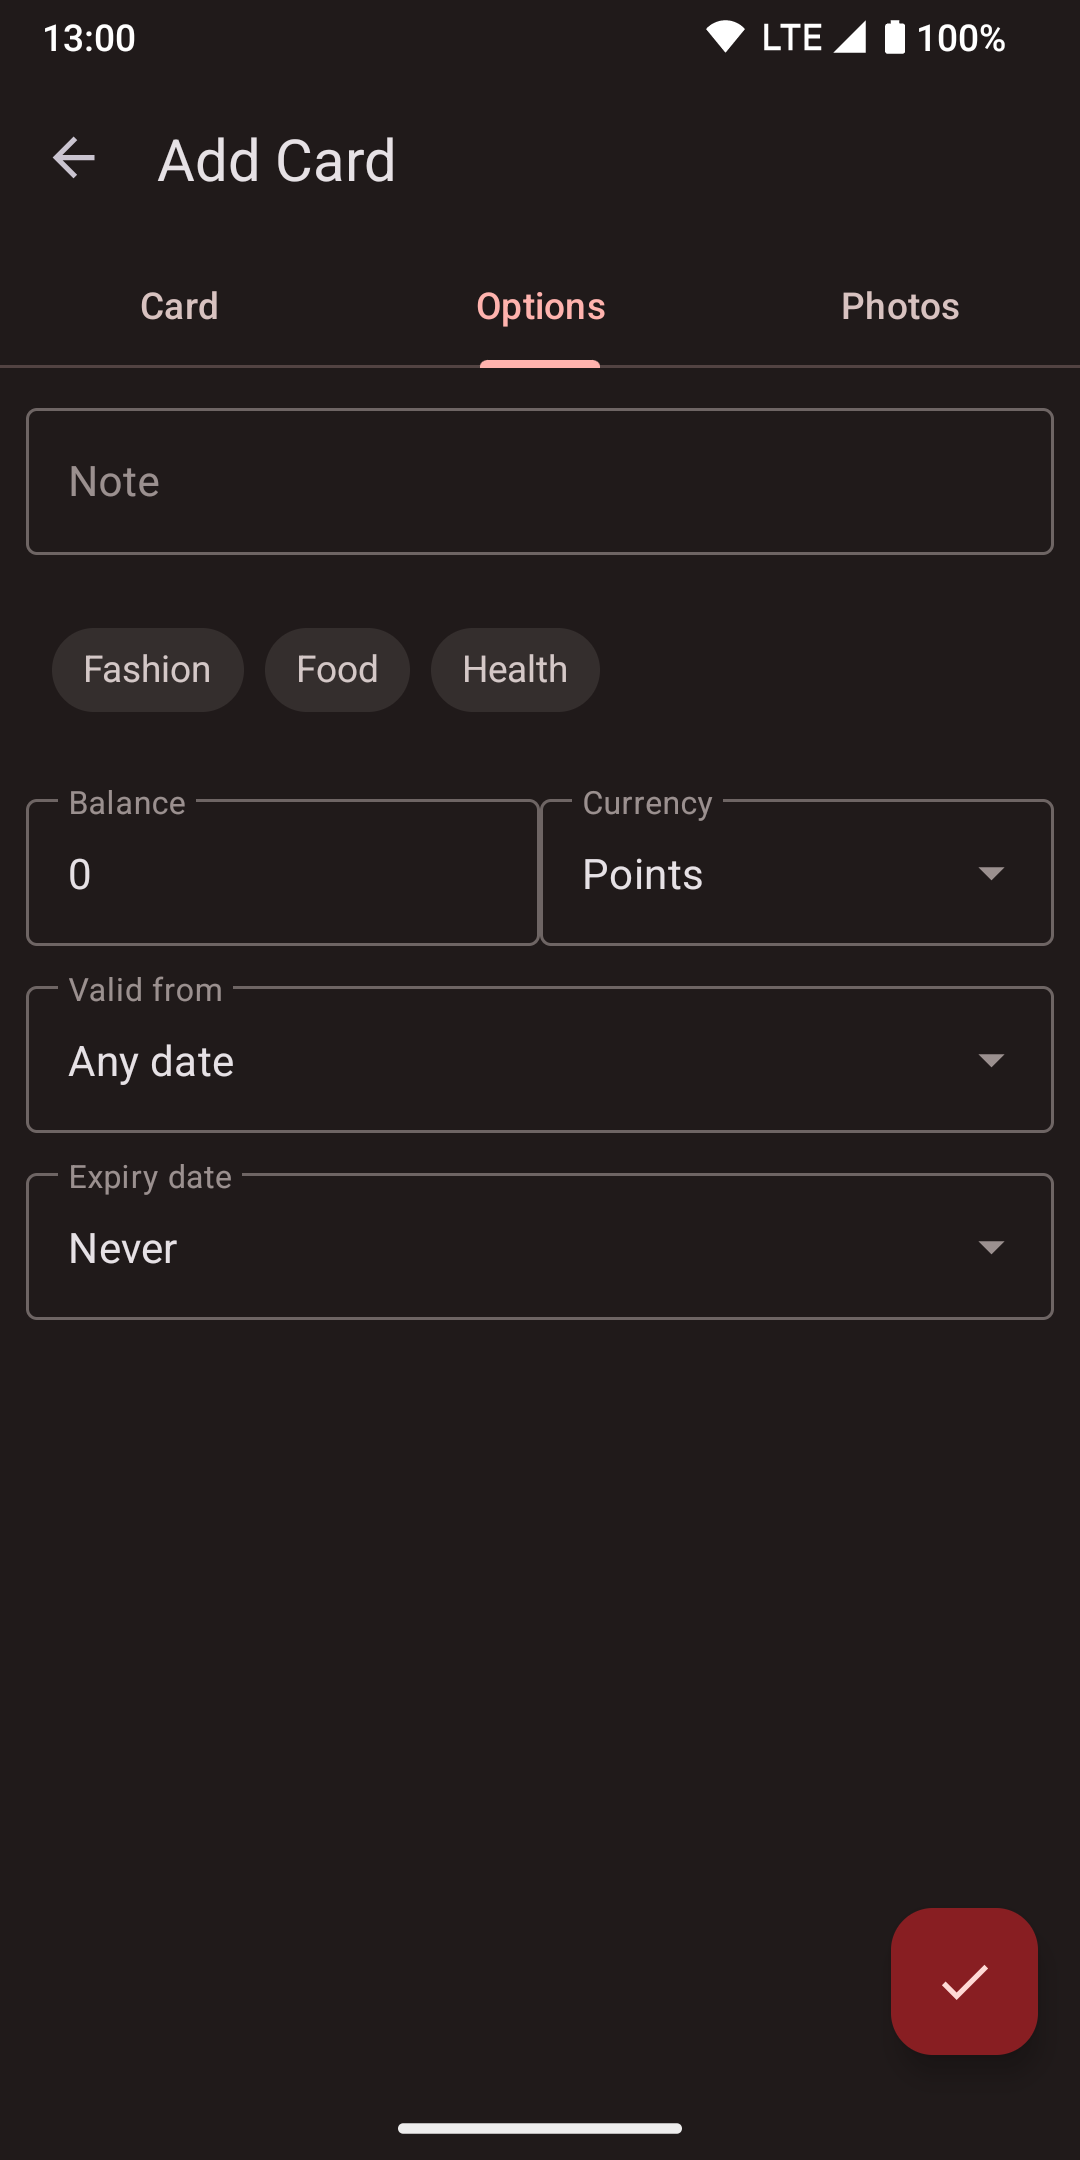 13:00 LTE 100%
Add Card
Card Options Photos
Note
Fashion Food Health
Balance Currency
0 Points
Valid from
Any date
Expiry date
Never